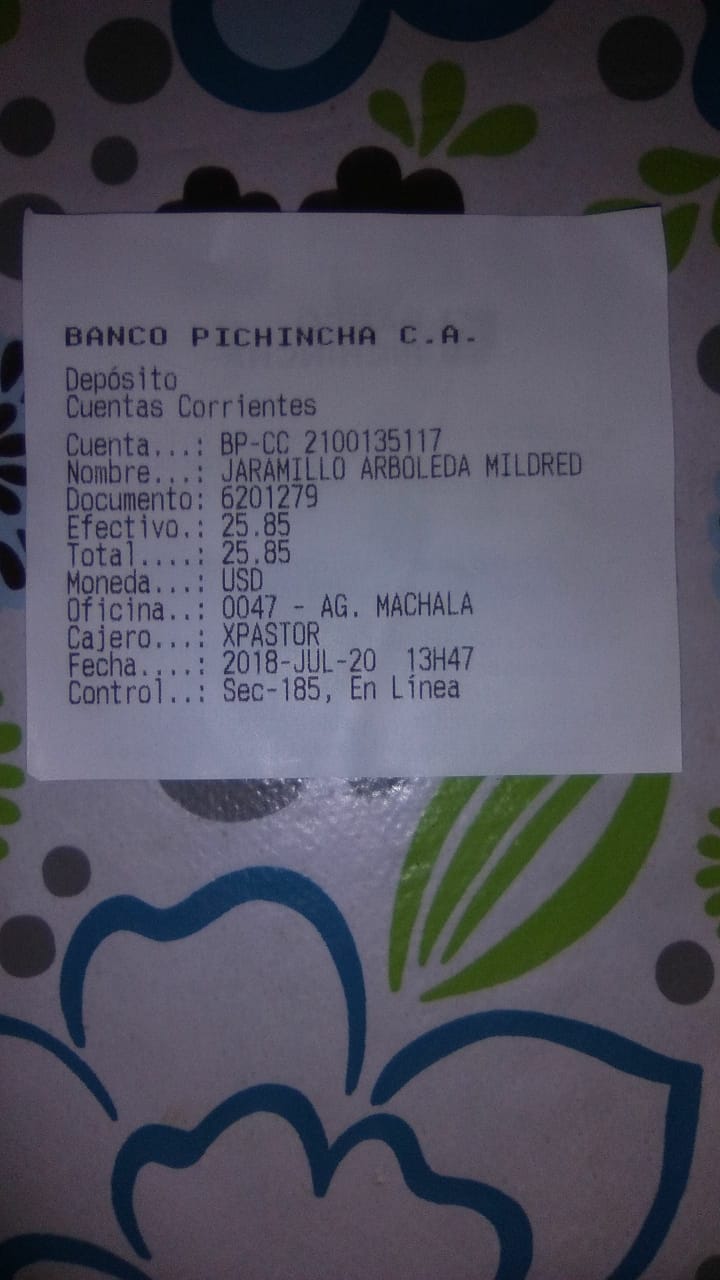 BANCO PICHINCHA C.A.
Depósito
Cuentas Corrientes
Cuenta...: BP-CC 2100135117
Nombre...: JARAMILLO ARBOLEDA MILDRED
Documento: 6201279
Efectivo.: 25.85
Total....: 25.85
Moneda...: USD
Oficina..: 0047 - AG. MACHALA
Cajero...: XPASTOR
Fecha....: 2018-JUL-20  13H47
Control..: Sec-185, En Línea